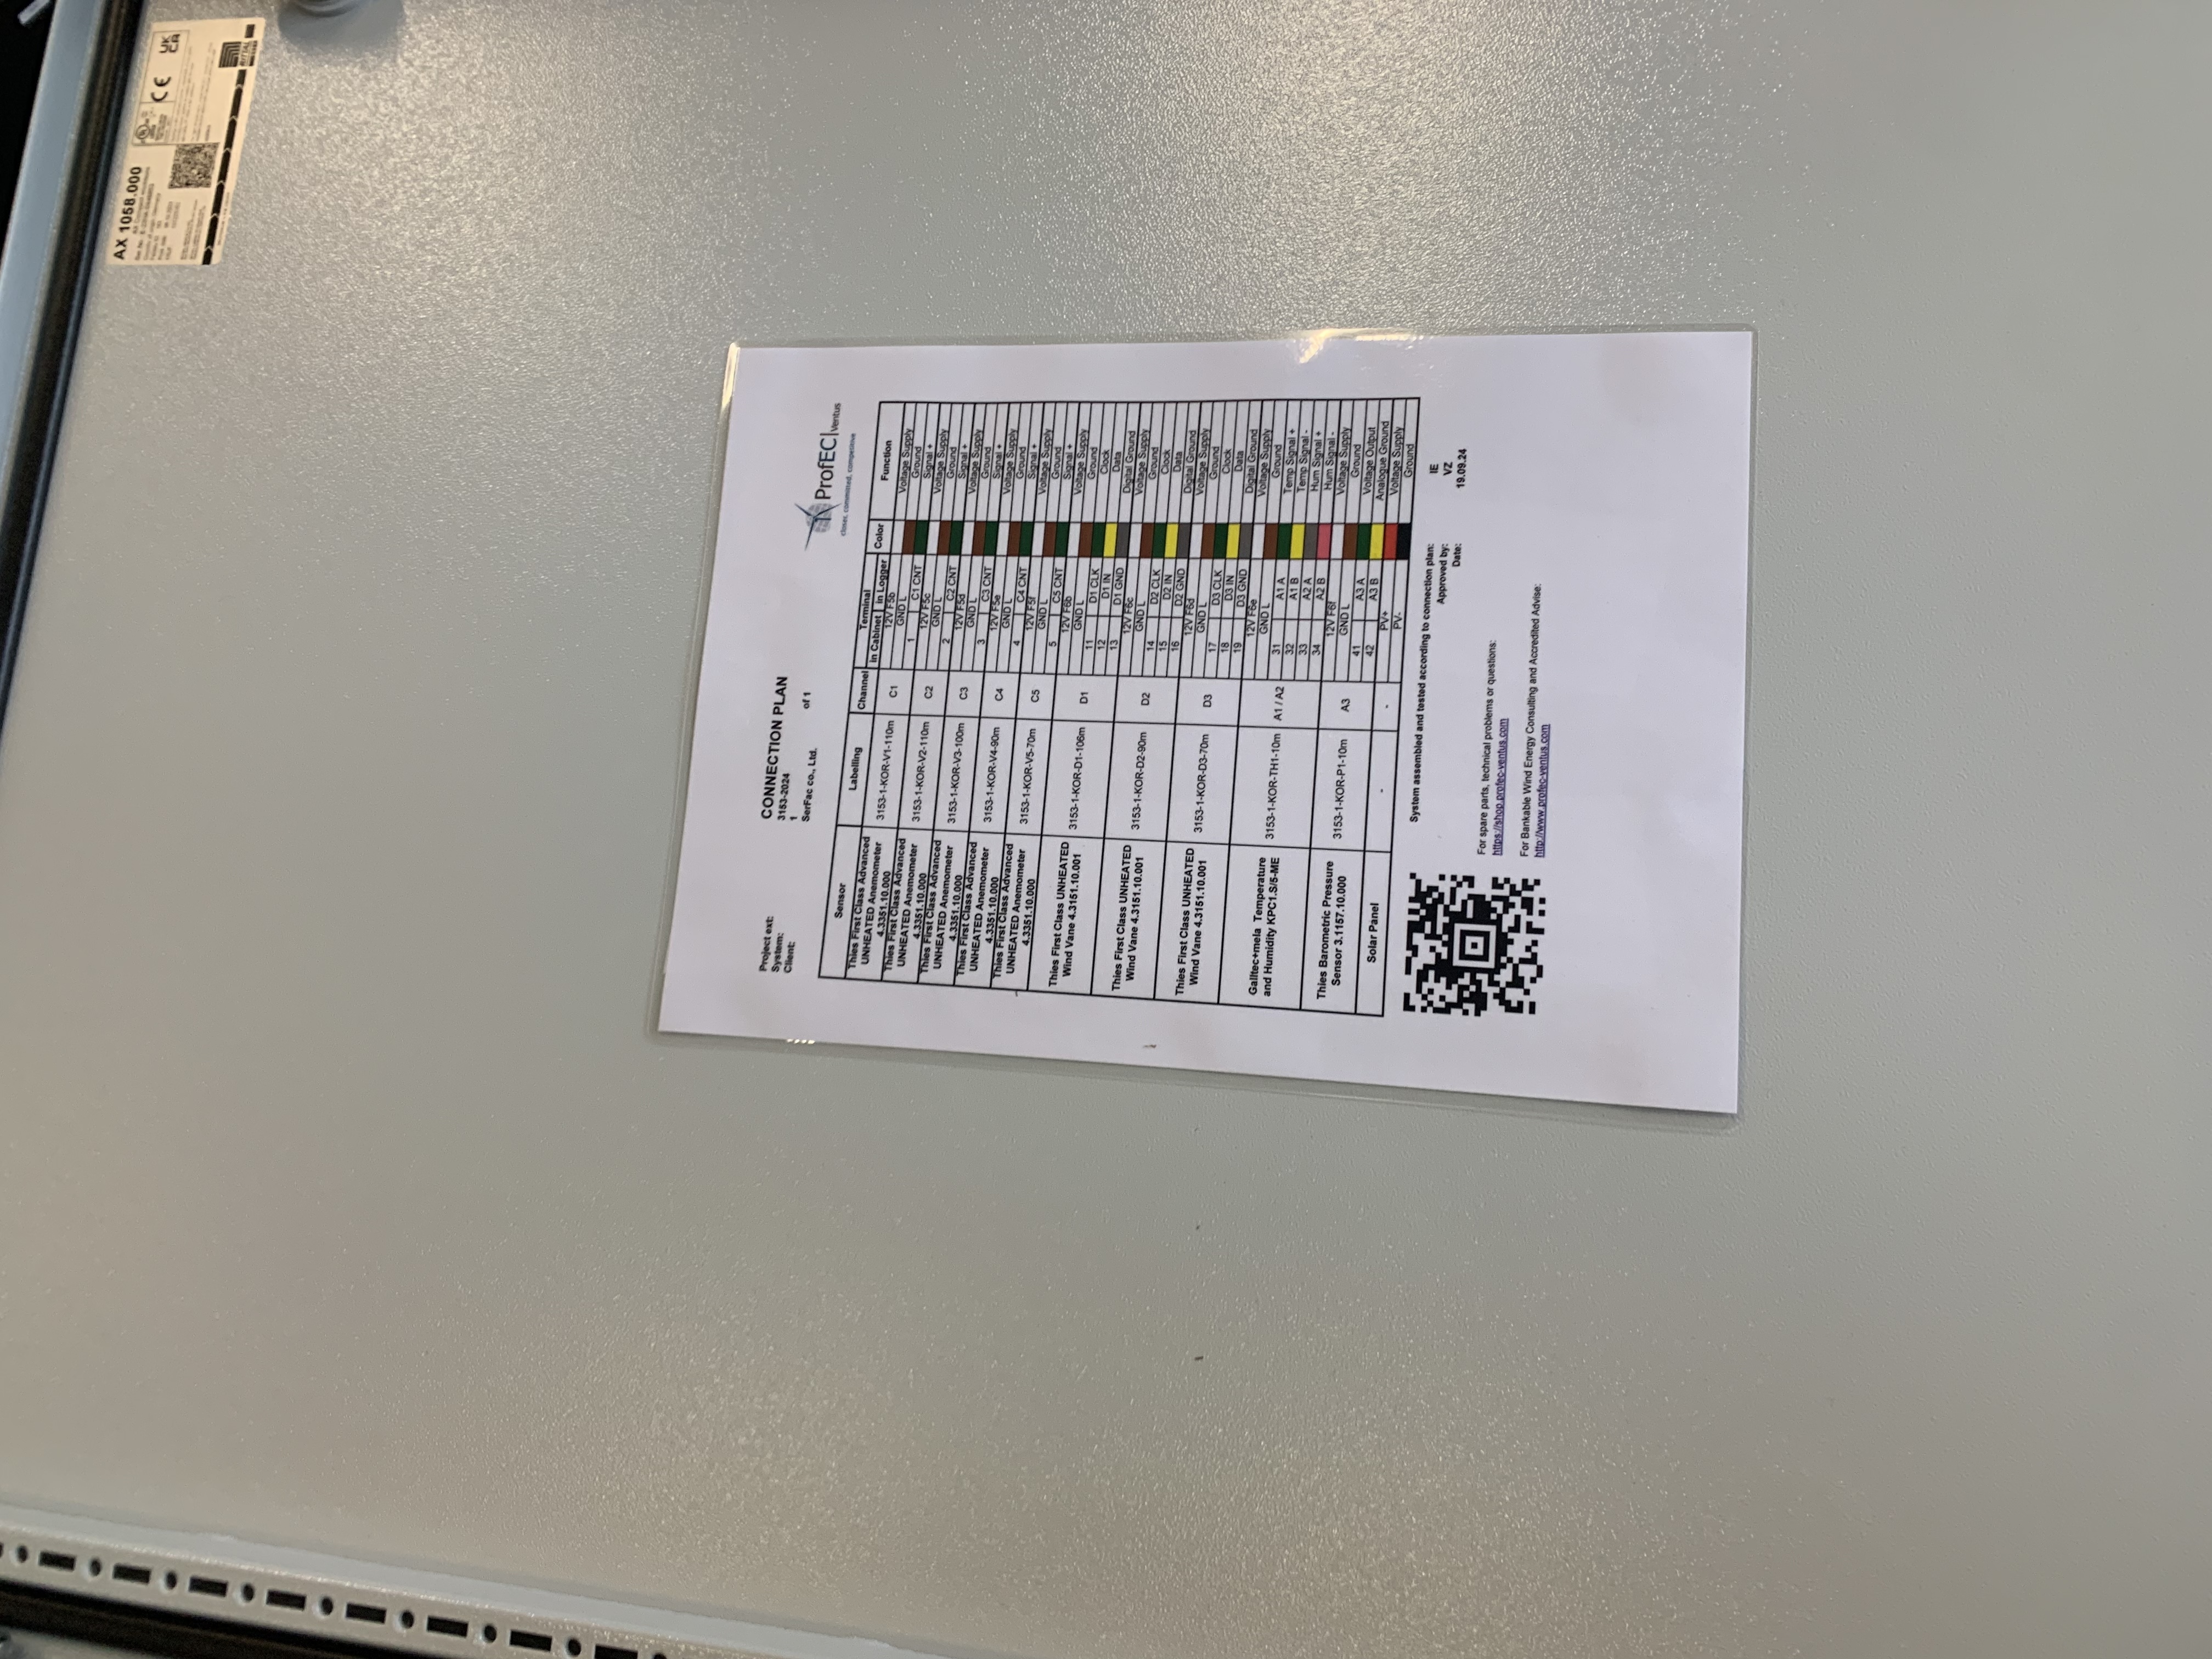 AX 1058.000
CE
UK
CA
ProfEC Ventus
closer, committed, competence
CONNECTION PLAN
Project ext: 3153-2024
System: 1 of 1
Client: SerFac co., Ltd.
Sensor Labelling Channel Terminal Color Function
in Cabinet in Logger
Thies First Class Advanced UNHEATED Anemometer 4.3351.10.000 3153-1-KOR-V1-110m C1
12V F5b Voltage Supply
GND L Ground
1 C1 CNT Signal +
Thies First Class Advanced UNHEATED Anemometer 4.3351.10.000 3153-1-KOR-V2-110m C2
12V F5c Voltage Supply
GND L Ground
2 C2 CNT Signal +
Thies First Class Advanced UNHEATED Anemometer 4.3351.10.000 3153-1-KOR-V3-100m C3
12V F5d Voltage Supply
GND L Ground
3 C3 CNT Signal +
Thies First Class Advanced UNHEATED Anemometer 4.3351.10.000 3153-1-KOR-V4-90m C4
12V F5e Voltage Supply
GND L Ground
4 C4 CNT Signal +
Thies First Class Advanced UNHEATED Anemometer 4.3351.10.000 3153-1-KOR-V5-70m C5
12V F5f Voltage Supply
GND L Ground
5 C5 CNT Signal +
Thies First Class UNHEATED Wind Vane 4.3151.10.001 3153-1-KOR-D1-106m D1
12V F6b Voltage Supply
GND L Ground
11 D1 CLK Clock
12 D1 IN Data
13 D1 GND Digital Ground
Thies First Class UNHEATED Wind Vane 4.3151.10.001 3153-1-KOR-D2-90m D2
12V F6c Voltage Supply
GND L Ground
14 D2 CLK Clock
15 D2 IN Data
16 D2 GND Digital Ground
Thies First Class UNHEATED Wind Vane 4.3151.10.001 3153-1-KOR-D3-70m D3
12V F6d Voltage Supply
GND L Ground
17 D3 CLK Clock
18 D3 IN Data
19 D3 GND Digital Ground
Galltec+mela Temperature and Humidity KPC1.S/5-ME 3153-1-KOR-TH1-10m A1 / A2
12V F6e Voltage Supply
GND L Ground
31 A1 A Temp Signal +
32 A1 B Temp Signal -
33 A2 A Hum Signal +
34 A2 B Hum Signal -
Thies Barometric Pressure Sensor 3.1157.10.000 3153-1-KOR-P1-10m A3
12V F6f Voltage Supply
GND L Ground
41 A3 A Voltage Output
42 A3 B Analogue Ground
Solar Panel - -
PV+ Voltage Supply
PV- Ground
System assembled and tested according to connection plan: IE
Approved by: VZ
Date: 19.09.24
For spare parts, technical problems or questions:
https://shop.profec-ventus.com
For Bankable Wind Energy Consulting and Accredited Advise:
http://www.profec-ventus.com